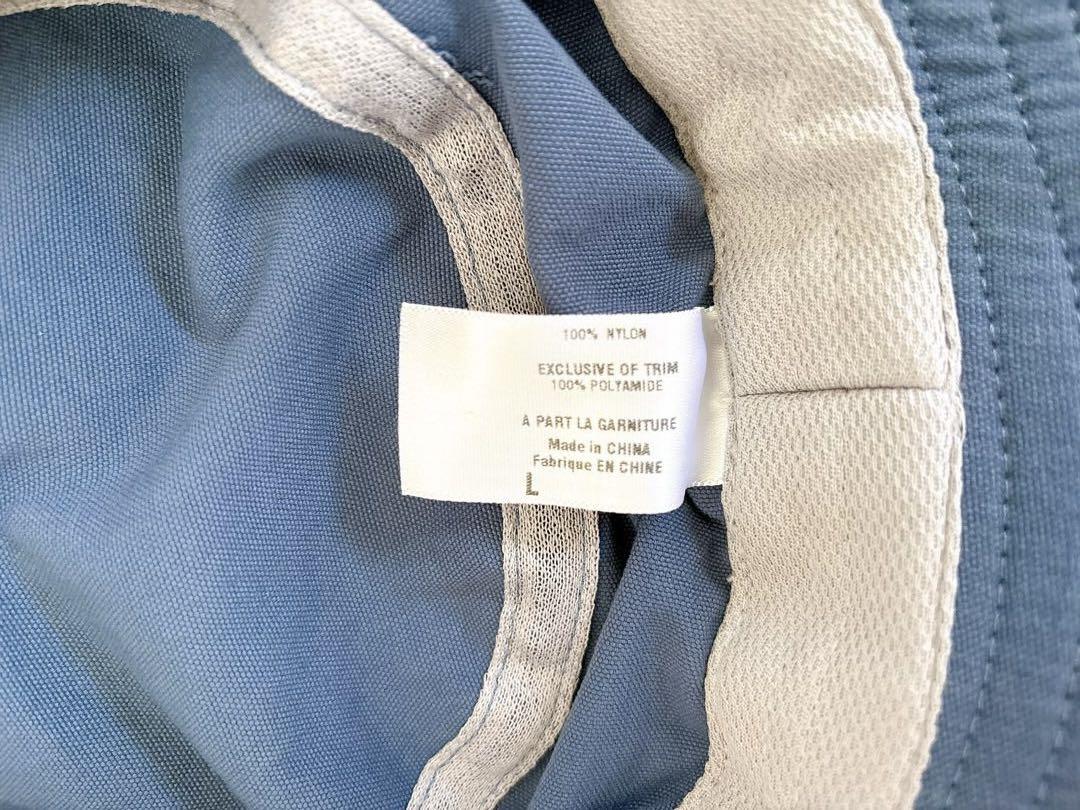 100% NYLON
EXCLUSIVE OF TRIM
100% POLYAMIDE
À PART LA GARNITURE
Made in CHINA
Fabrique EN CHINE
L